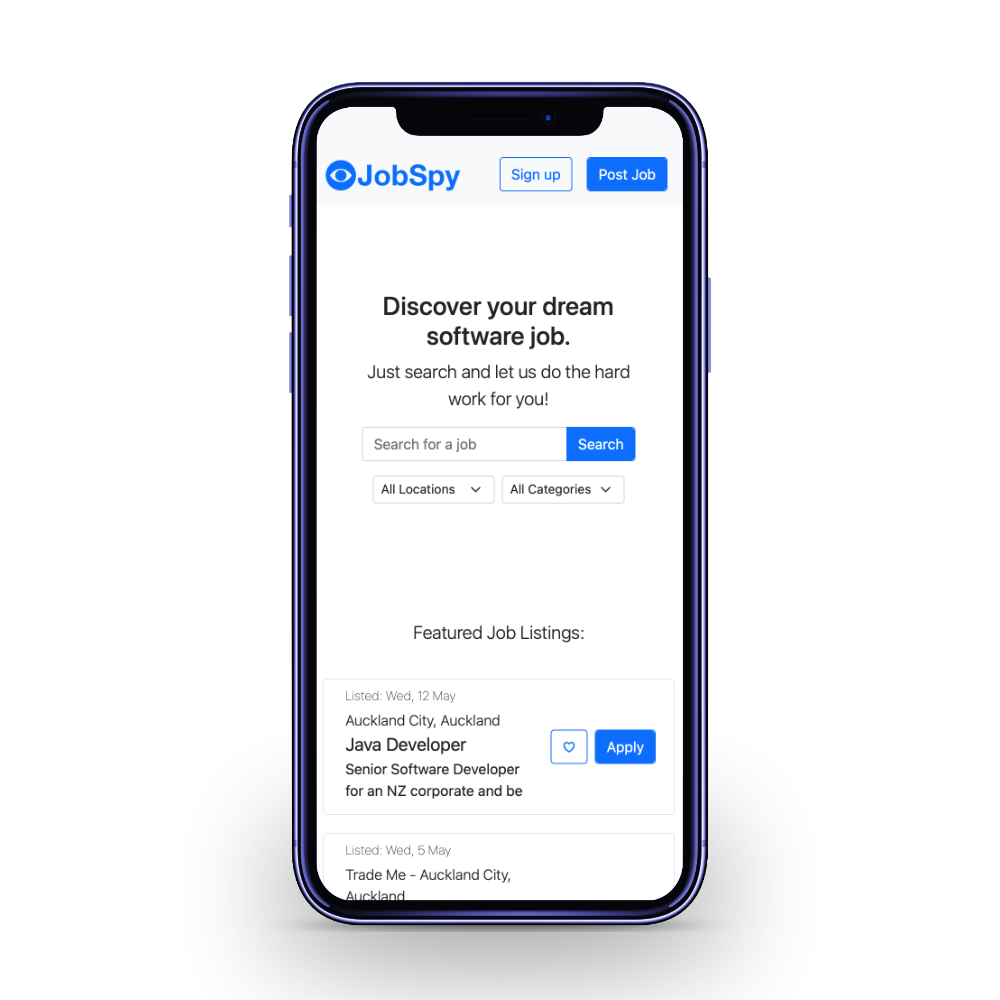 JobSpy
Sign up
Post Job
Discover your dream
software job.
Just search and let us do the hard
work for you!
Search for a job
Search
All Locations
All Categories
Featured Job Listings:
Listed: Wed, 12 May
Auckland City, Auckland
Java Developer
Senior Software Developer
for an NZ corporate and be
Apply
Listed: Wed, 5 May
Trade Me - Auckland City,
Auckland